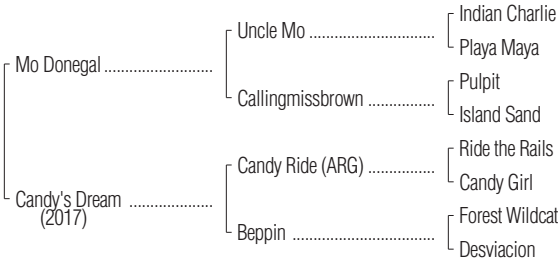 Indian Charlie
Uncle Mo ....................
Playa Maya
Mo Donegal ........................
Pulpit
Callingmissbrown ...............
Island Sand
Ride the Rails
Candy Ride (ARG) ...............
Candy Girl
Candy's Dream ..................
(2017)
Forest Wildcat
Beppin .........................
Desviacion